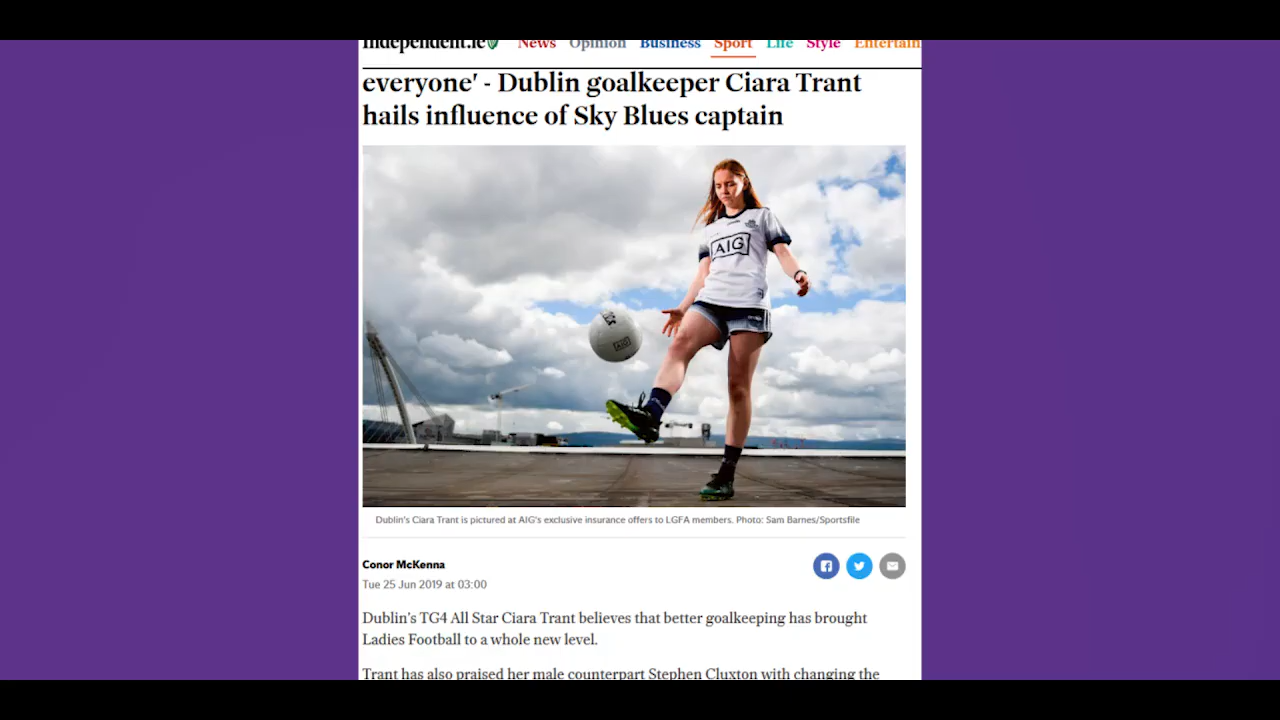 Independent.ie News Opinion Business Sport Life Style Entertain
everyone' - Dublin goalkeeper Ciara Trant
hails influence of Sky Blues captain
AIG
AIG
Dublin's Ciara Trant is pictured at AIG's exclusive insurance offers to LGFA members. Photo: Sam Barnes/Sportsfile
Conor McKenna
Tue 25 Jun 2019 at 03:00
Dublin's TG4 All Star Ciara Trant believes that better goalkeeping has brought
Ladies Football to a whole new level.
Trant has also praised her male counterpart Stephen Cluxton with changing the